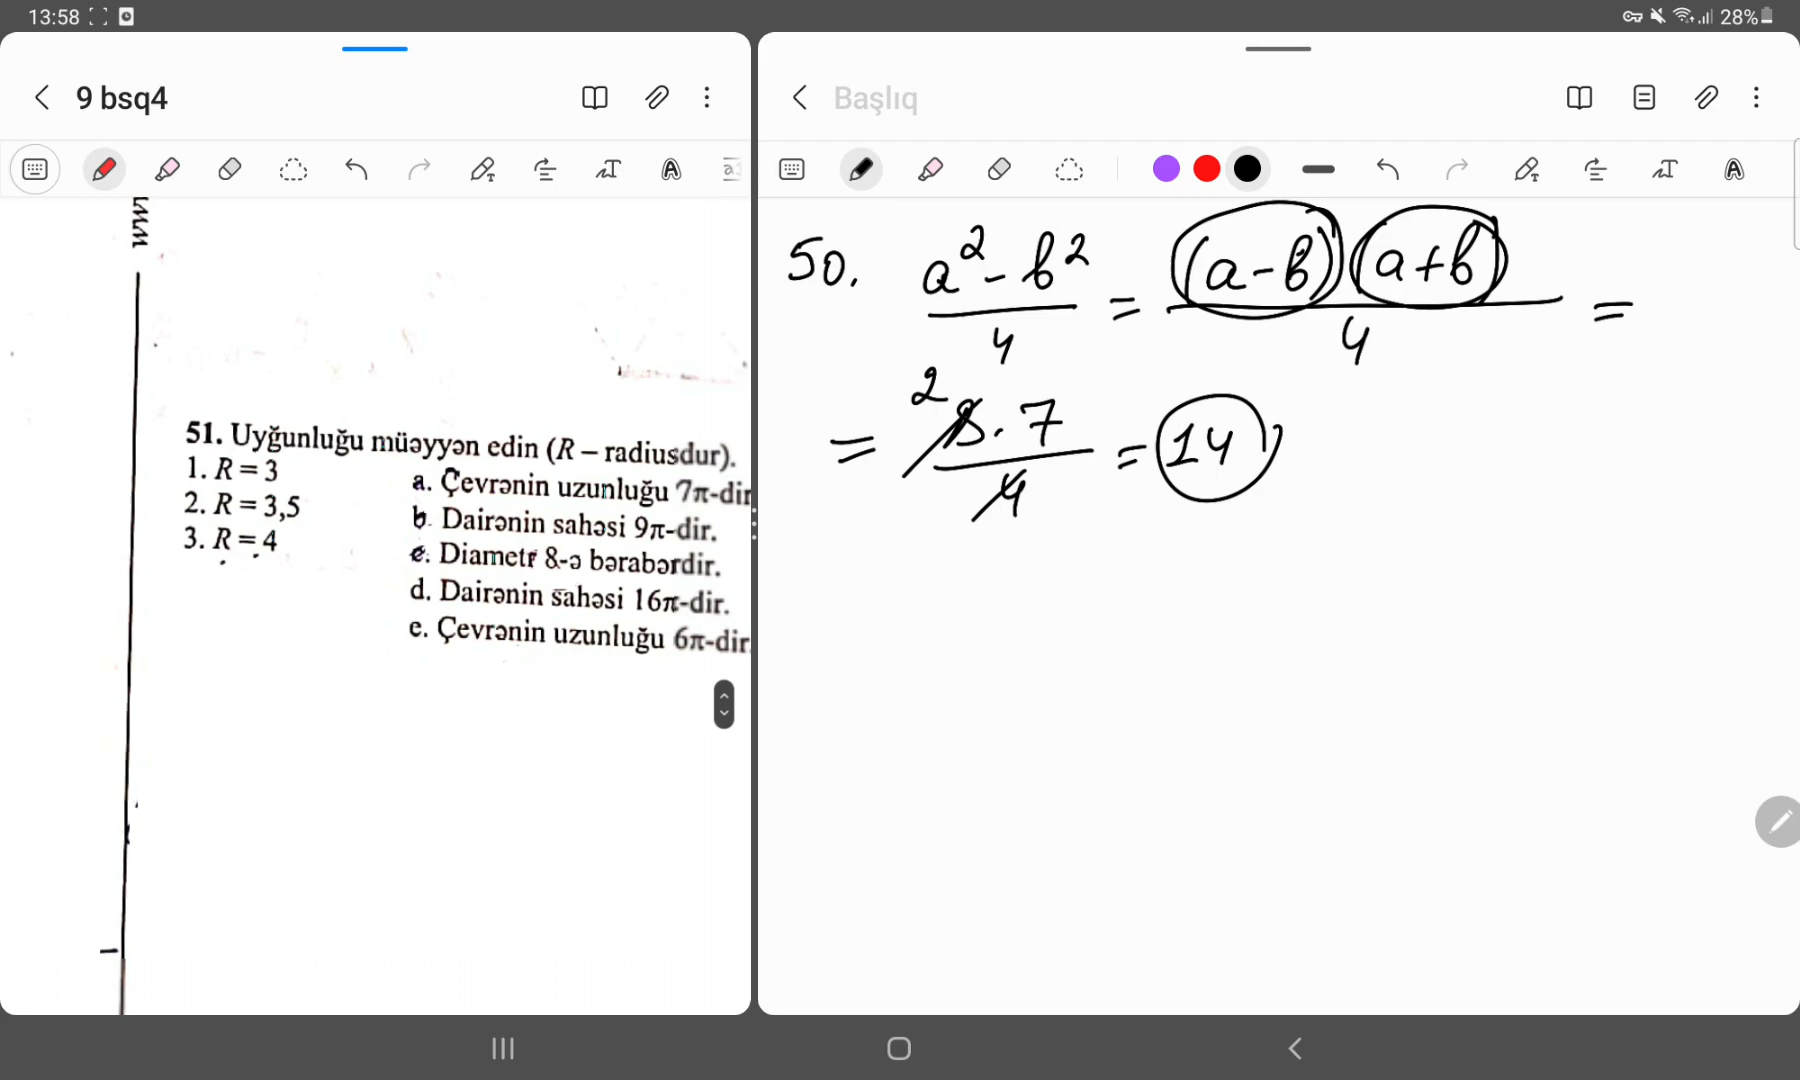 13:58
28%
9 bsq4
Başlıq
www
51. Uyğunluğu müəyyən edin (R – radiusdur).
1. R = 3
2. R = 3,5
3. R = 4
a. Çevrənin uzunluğu 7π-dir
b. Dairənin sahəsi 9π-dir.
c. Diametr 8-ə bərabərdir.
d. Dairənin sahəsi 16π-dir.
e. Çevrənin uzunluğu 6π-dir.
50. a² - b² / 4 = (a - b)(a + b) / 4 =
= 2 8 · 7 / 4 = 14